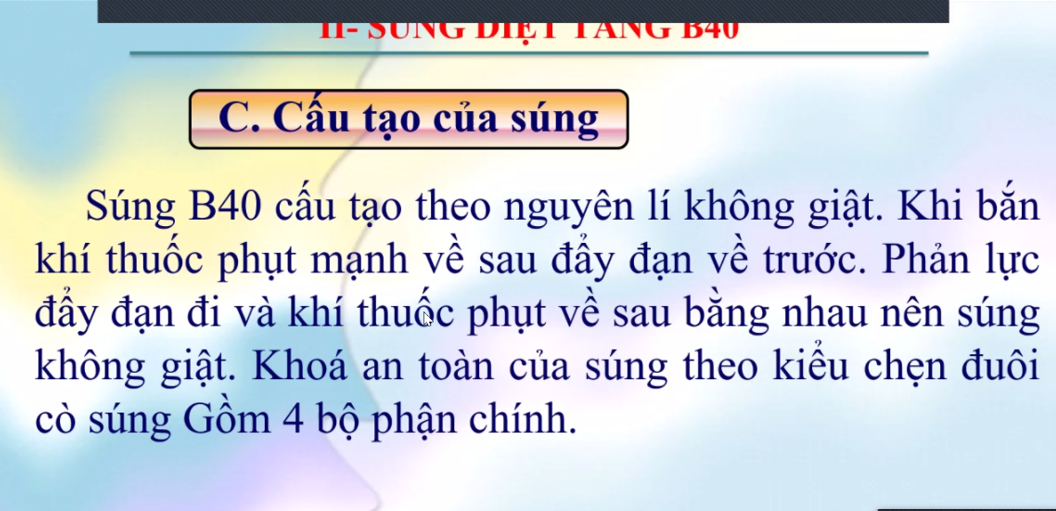 II- SÚNG DIỆT TĂNG B40
C. Cấu tạo của súng
Súng B40 cấu tạo theo nguyên lí không giật. Khi bắn
khí thuốc phụt mạnh về sau đẩy đạn về trước. Phản lực
đẩy đạn đi và khí thuốc phụt về sau bằng nhau nên súng
không giật. Khoá an toàn của súng theo kiểu chẹn đuôi
cò súng Gồm 4 bộ phận chính.